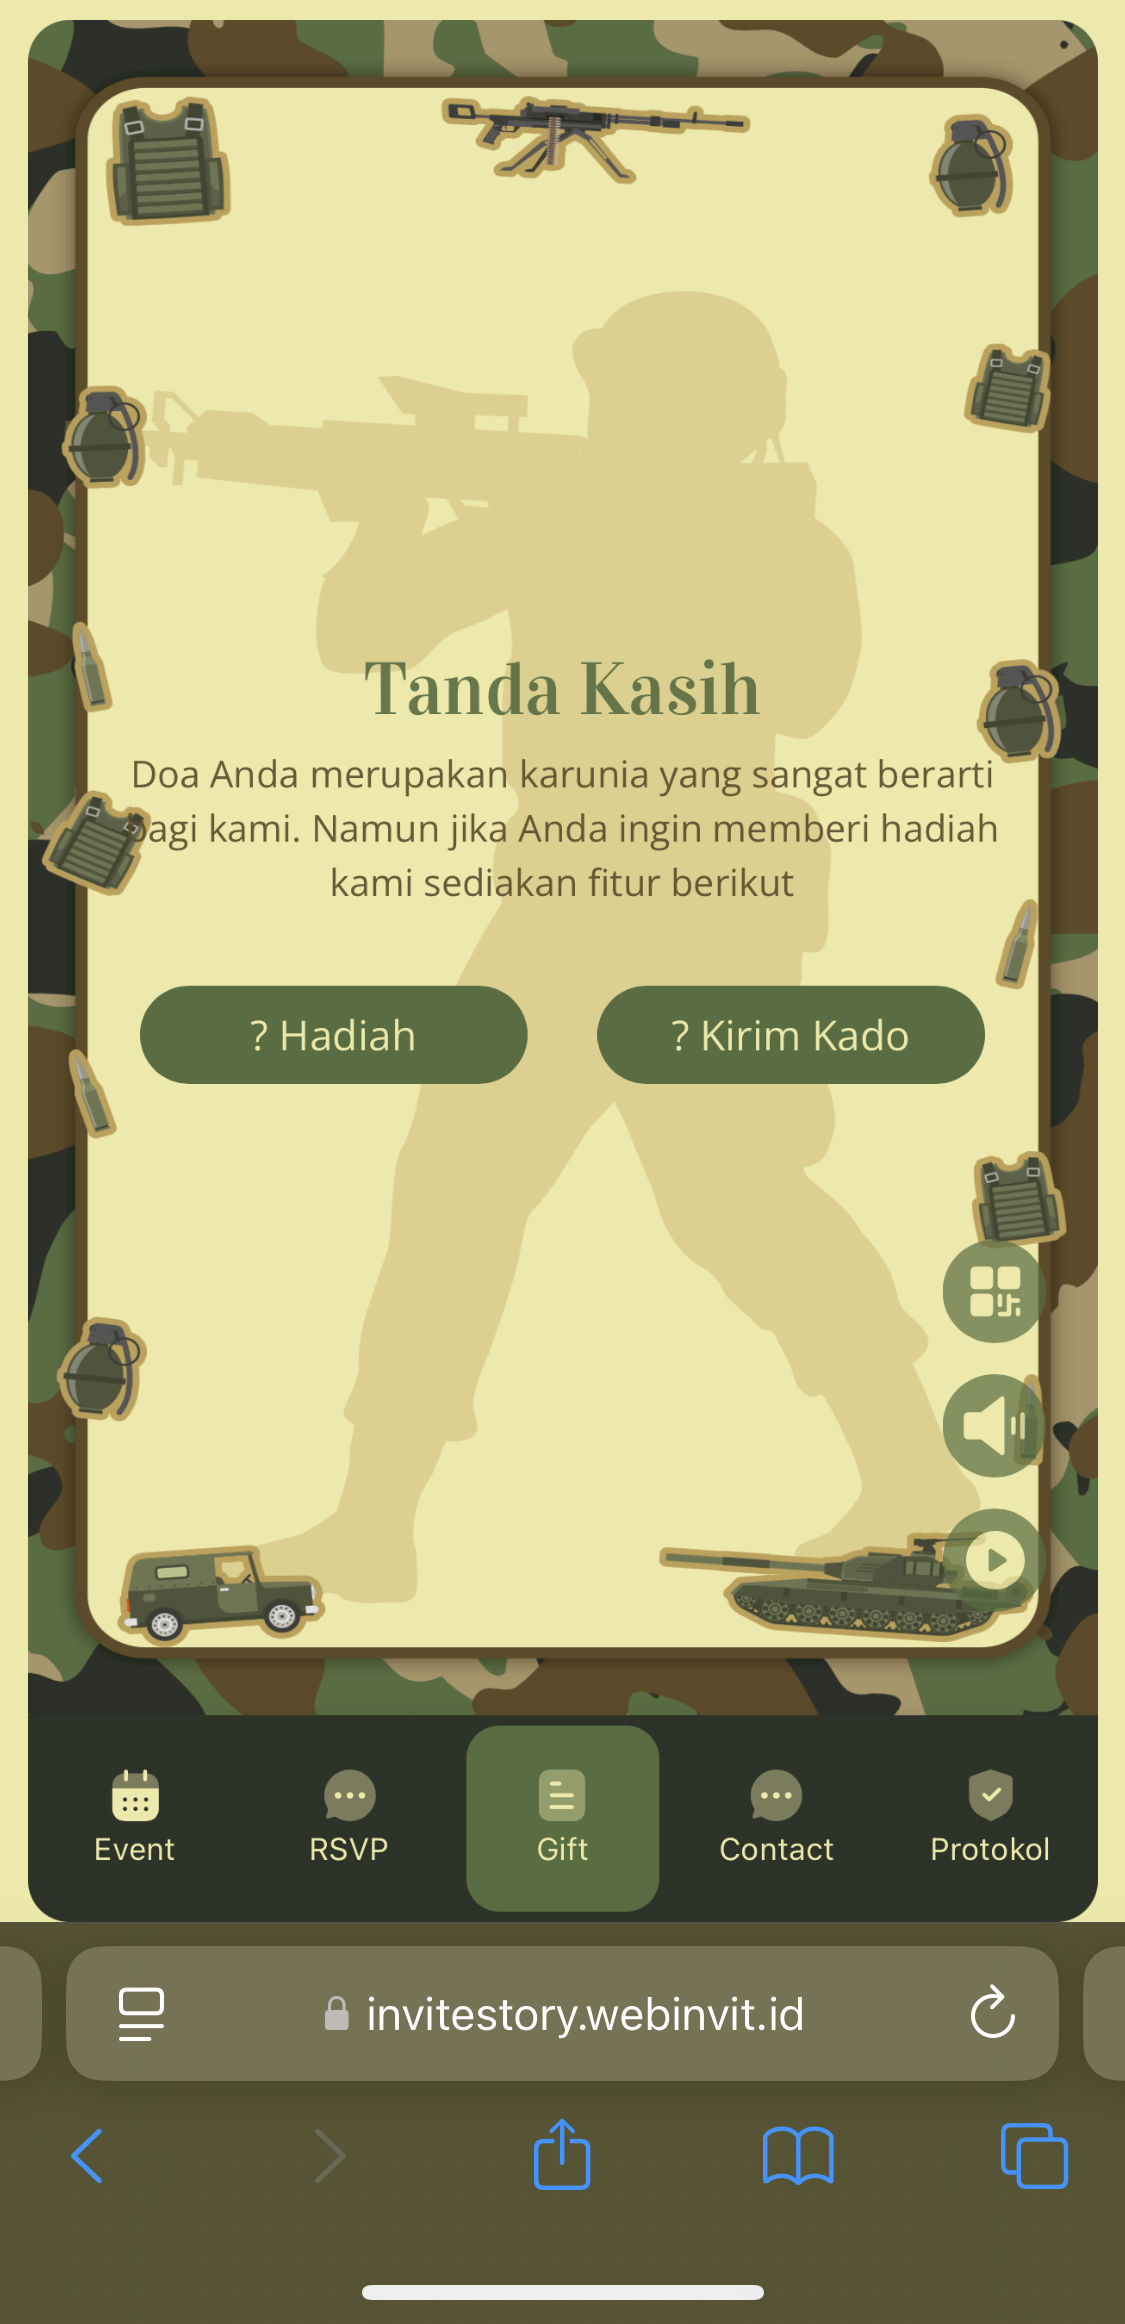 Tanda Kasih
Doa Anda merupakan karunia yang sangat berarti
bagi kami. Namun jika Anda ingin memberi hadiah
kami sediakan fitur berikut
? Hadiah
? Kirim Kado
Event
RSVP
Gift
Contact
Protokol
invitestory.webinvit.id